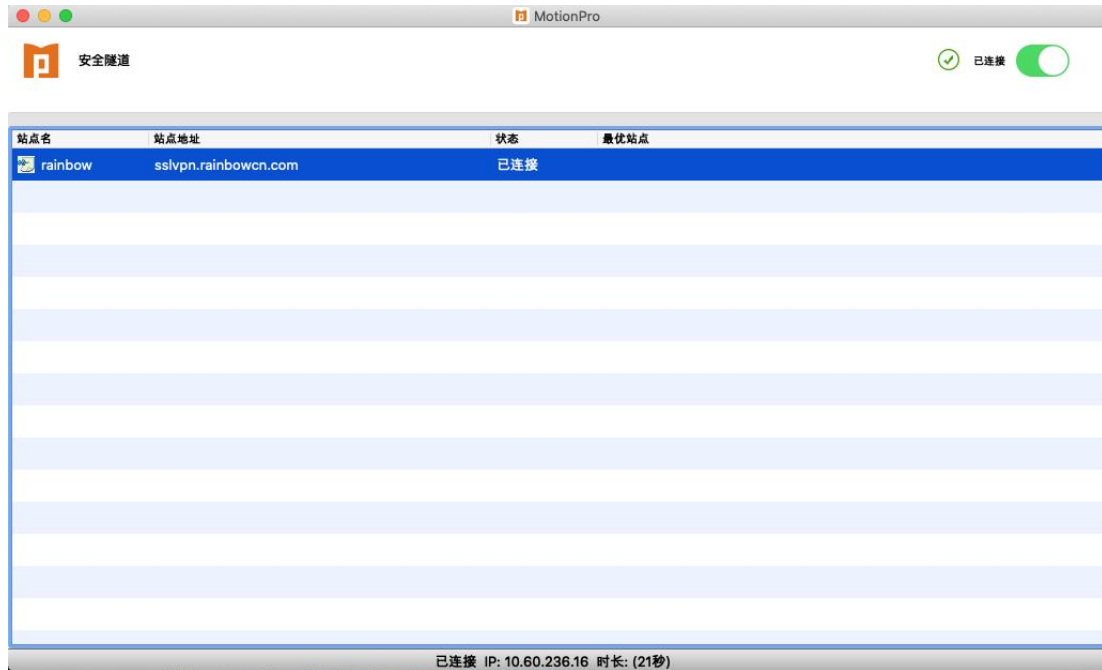 MotionPro
安全隧道
已连接
站点名 站点地址 状态 最优站点
rainbow sslvpn.rainbowcn.com 已连接
已连接 IP: 10.60.236.16 时长: (21秒)